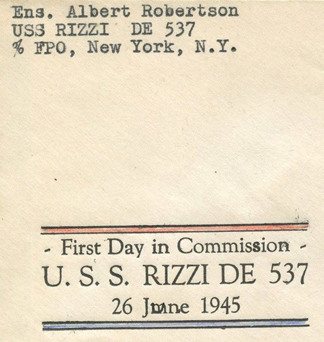 Ens. Albert Robertson
USS RIZZI DE 537
% FPO, New York, N.Y.
- First Day in Commission -
U. S. S. RIZZI DE 537
26 June 1945